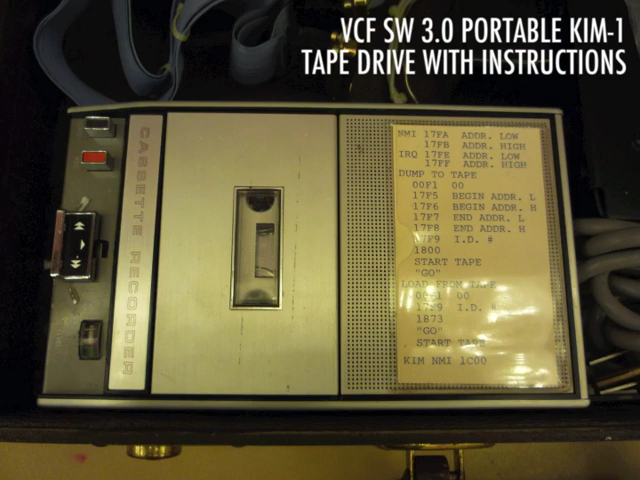 VCF SW 3.0 PORTABLE KIM-1
TAPE DRIVE WITH INSTRUCTIONS
CASSETTE RECORDER
NMI 17FA ADDR. LOW
17FB ADDR. HIGH
IRQ 17FE ADDR. LOW
17FF ADDR. HIGH
DUMP TO TAPE
00F1 00
17F5 BEGIN ADDR. L
17F6 BEGIN ADDR. H
17F7 END ADDR. L
17F8 END ADDR. H
17F9 I.D. #
1800
START TAPE
"GO"
LOAD FROM TAPE
00F1 00
17F9 I.D. #
1873
"GO"
START TAPE
KIM NMI 1C00